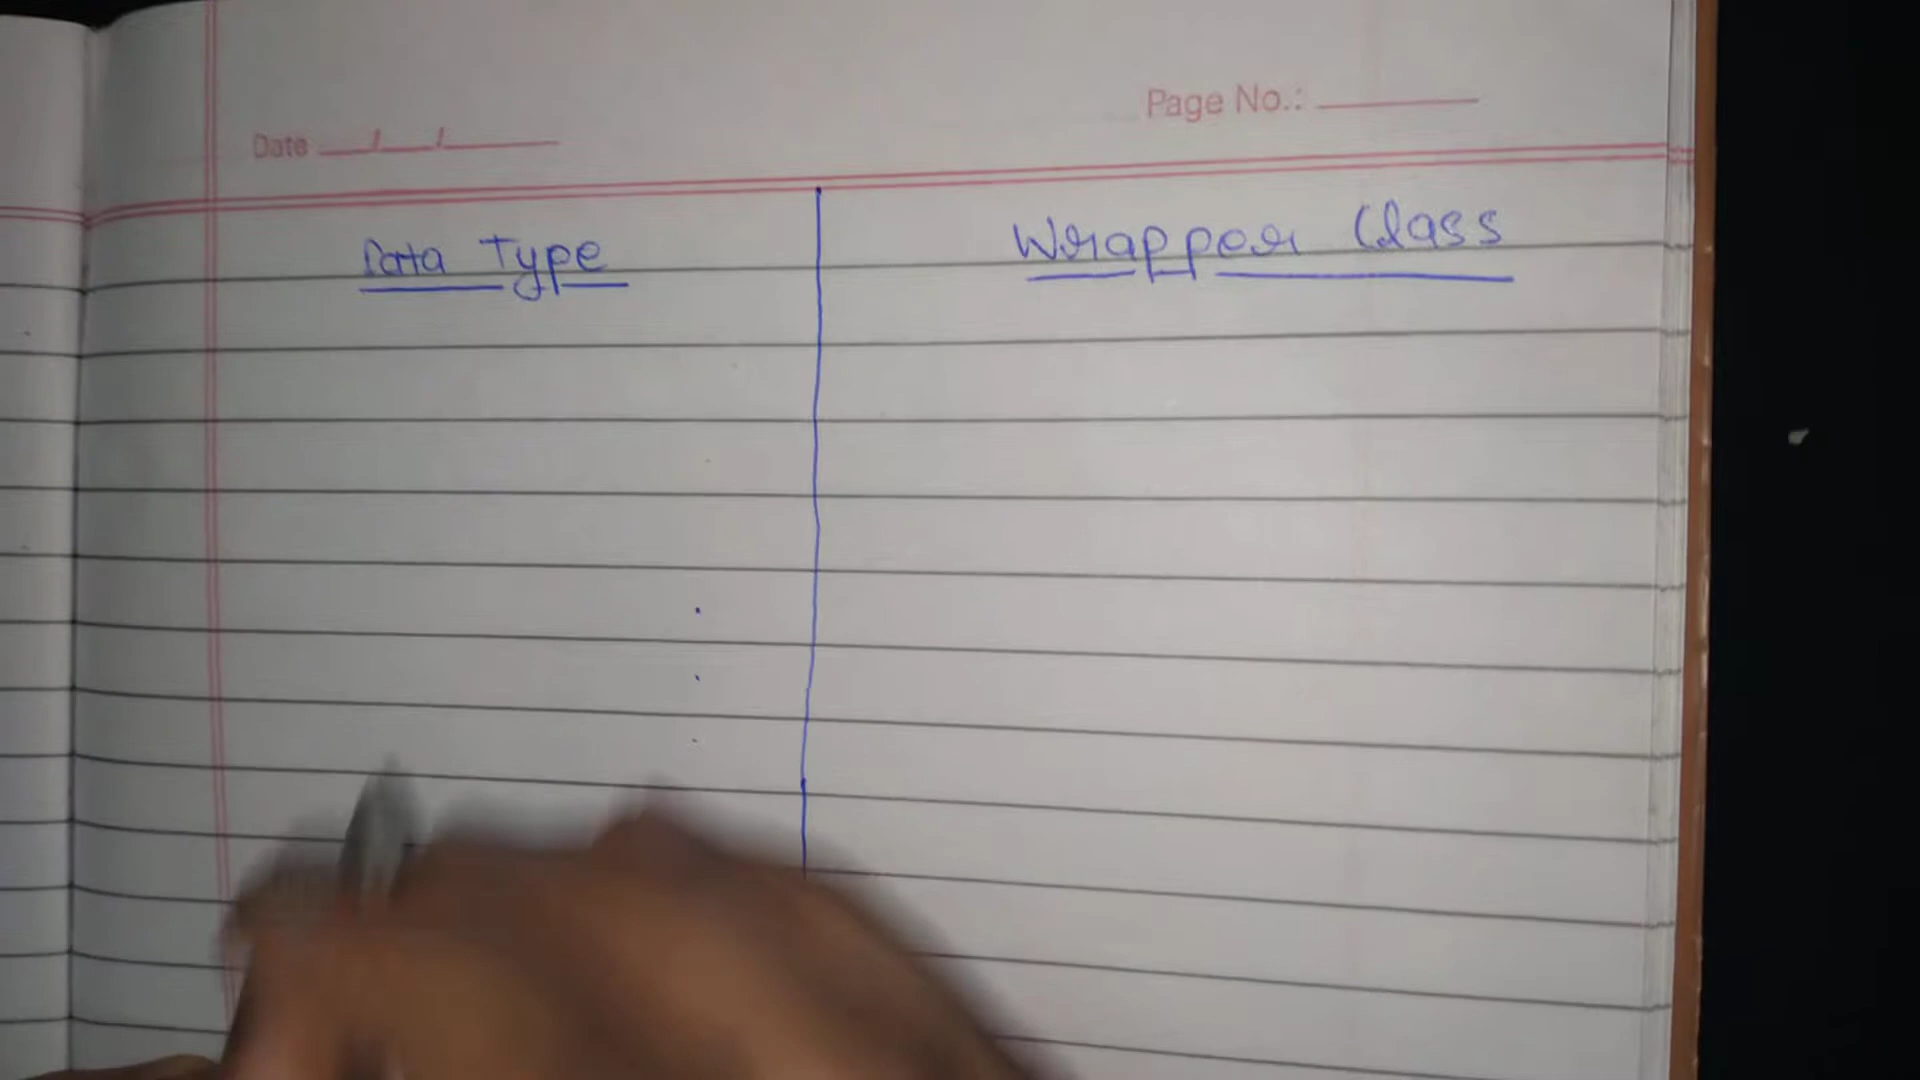 Page No.:
Date / /
Data Type
Wrapper Class